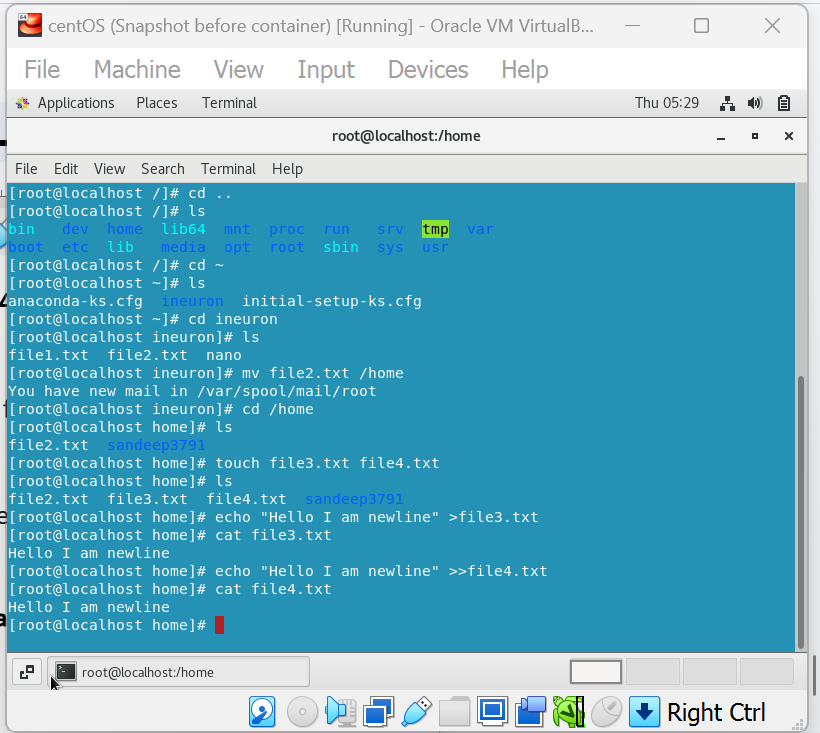 centOS (Snapshot before container) [Running] - Oracle VM VirtualB...
File Machine View Input Devices Help
Applications Places Terminal Thu 05:29
root@localhost:/home
File Edit View Search Terminal Help
[root@localhost /]# cd ..
[root@localhost /]# ls
bin dev home lib64 mnt proc run srv tmp var
boot etc lib media opt root sbin sys usr
[root@localhost /]# cd ~
[root@localhost ~]# ls
anaconda-ks.cfg ineuron initial-setup-ks.cfg
[root@localhost ~]# cd ineuron
[root@localhost ineuron]# ls
file1.txt file2.txt nano
[root@localhost ineuron]# mv file2.txt /home
You have new mail in /var/spool/mail/root
[root@localhost ineuron]# cd /home
[root@localhost home]# ls
file2.txt sandeep3791
[root@localhost home]# touch file3.txt file4.txt
[root@localhost home]# ls
file2.txt file3.txt file4.txt sandeep3791
[root@localhost home]# echo "Hello I am newline" >file3.txt
[root@localhost home]# cat file3.txt
Hello I am newline
[root@localhost home]# echo "Hello I am newline" >>file4.txt
[root@localhost home]# cat file4.txt
Hello I am newline
[root@localhost home]#
root@localhost:/home
Right Ctrl